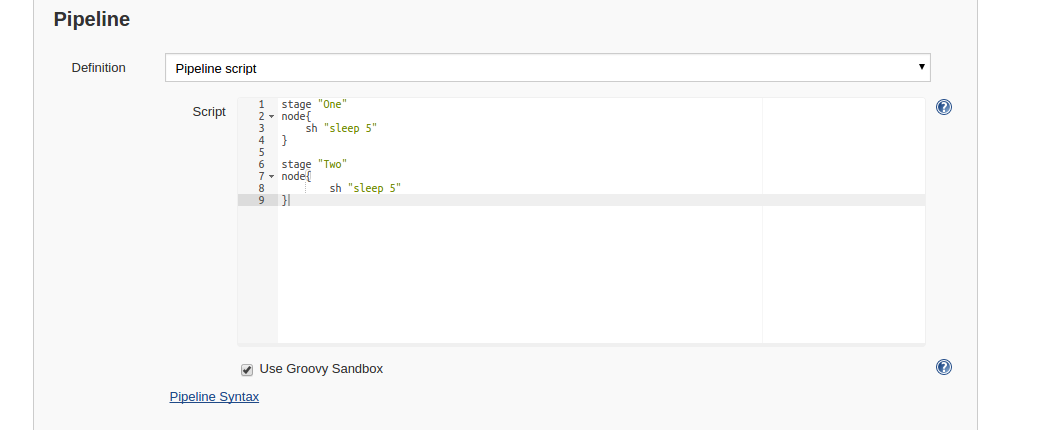 Pipeline
Definition
Pipeline script
Script
1 stage "One"
2 node{
3     sh "sleep 5"
4 }
5
6 stage "Two"
7 node{
8         sh "sleep 5"
9 }
Use Groovy Sandbox
Pipeline Syntax